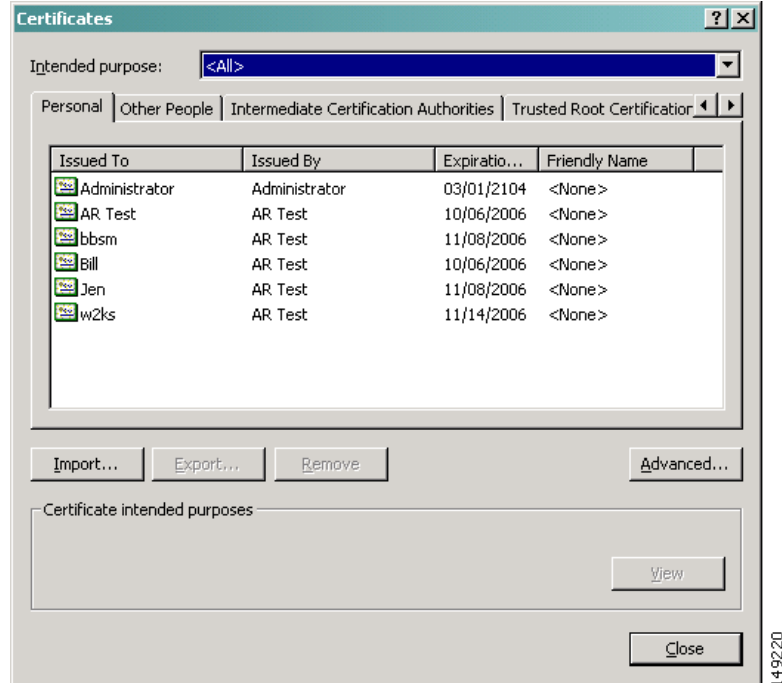 Certificates
Intended purpose: <All>
Personal Other People Intermediate Certification Authorities Trusted Root Certification
Issued To Issued By Expiratio... Friendly Name
Administrator Administrator 03/01/2104 <None>
AR Test AR Test 10/06/2006 <None>
bbsm AR Test 11/08/2006 <None>
Bill AR Test 10/06/2006 <None>
Jen AR Test 11/08/2006 <None>
w2ks AR Test 11/14/2006 <None>
Import... Export... Remove Advanced...
Certificate intended purposes
View
Close
149220